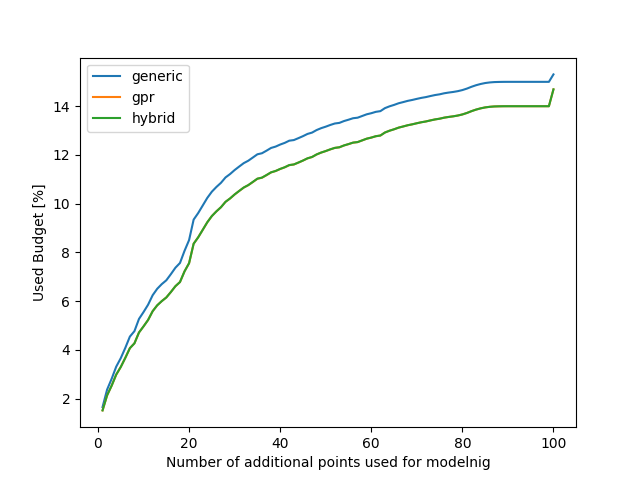 generic
gpr
hybrid
14
12
10
8
6
4
2
Used Budget [%]
0 20 40 60 80 100
Number of additional points used for modelnig